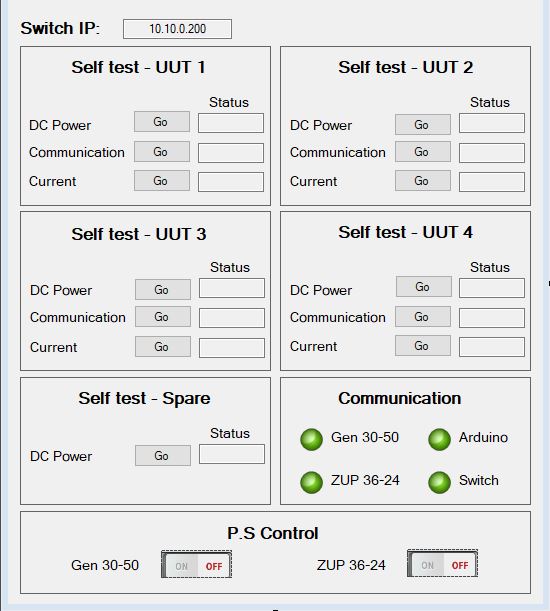 Switch IP: 10.10.0.200
Self test - UUT 1
Status
DC Power Go
Communication Go
Current Go
Self test - UUT 2
Status
DC Power Go
Communication Go
Current Go
Self test - UUT 3
Status
DC Power Go
Communication Go
Current Go
Self test - UUT 4
Status
DC Power Go
Communication Go
Current Go
Self test - Spare
Status
DC Power Go
Communication
Gen 30-50 Arduino
ZUP 36-24 Switch
P.S Control
Gen 30-50 ON OFF ZUP 36-24 ON OFF